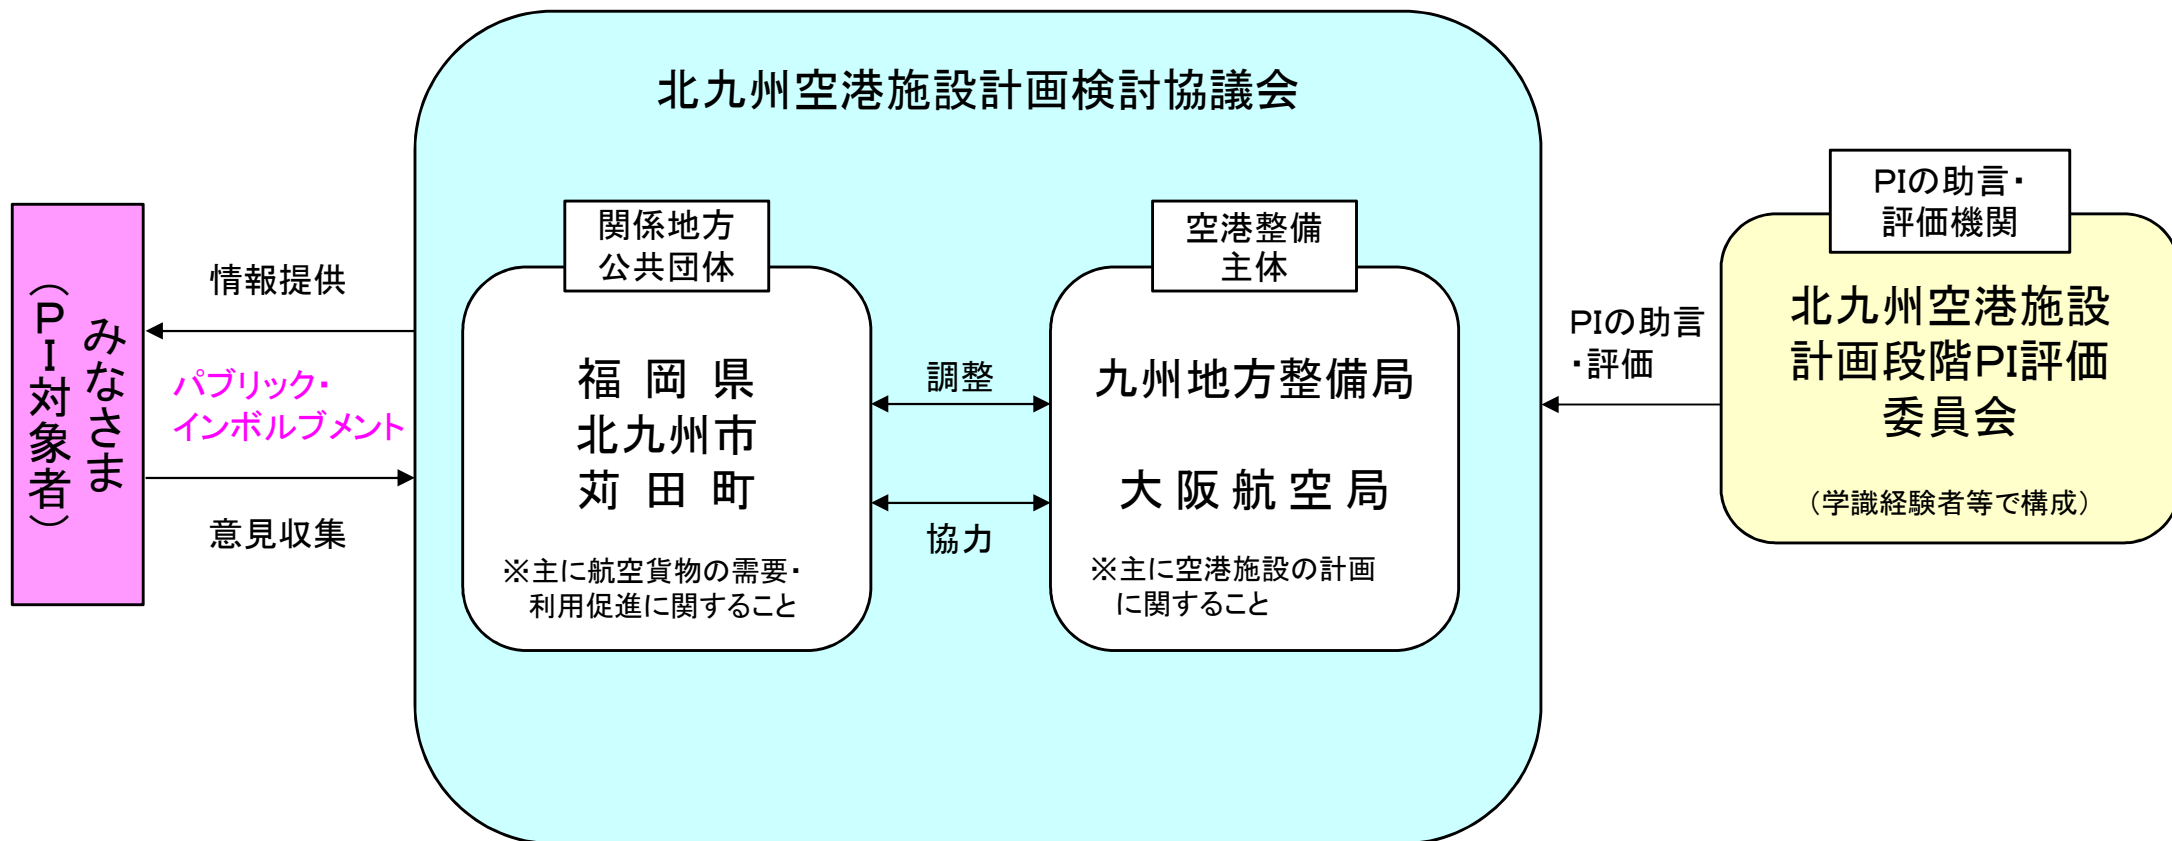 北九州空港施設計画検討協議会
みなさま
（ＰＩ対象者）
情報提供
パブリック・
インボルブメント
意見収集
関係地方
公共団体
福岡県
北九州市
苅田町
※主に航空貨物の需要・
利用促進に関すること
調整
協力
空港整備
主体
九州地方整備局
大阪航空局
※主に空港施設の計画
に関すること
PIの助言
・評価
PIの助言・
評価機関
北九州空港施設
計画段階PI評価
委員会
（学識経験者等で構成）